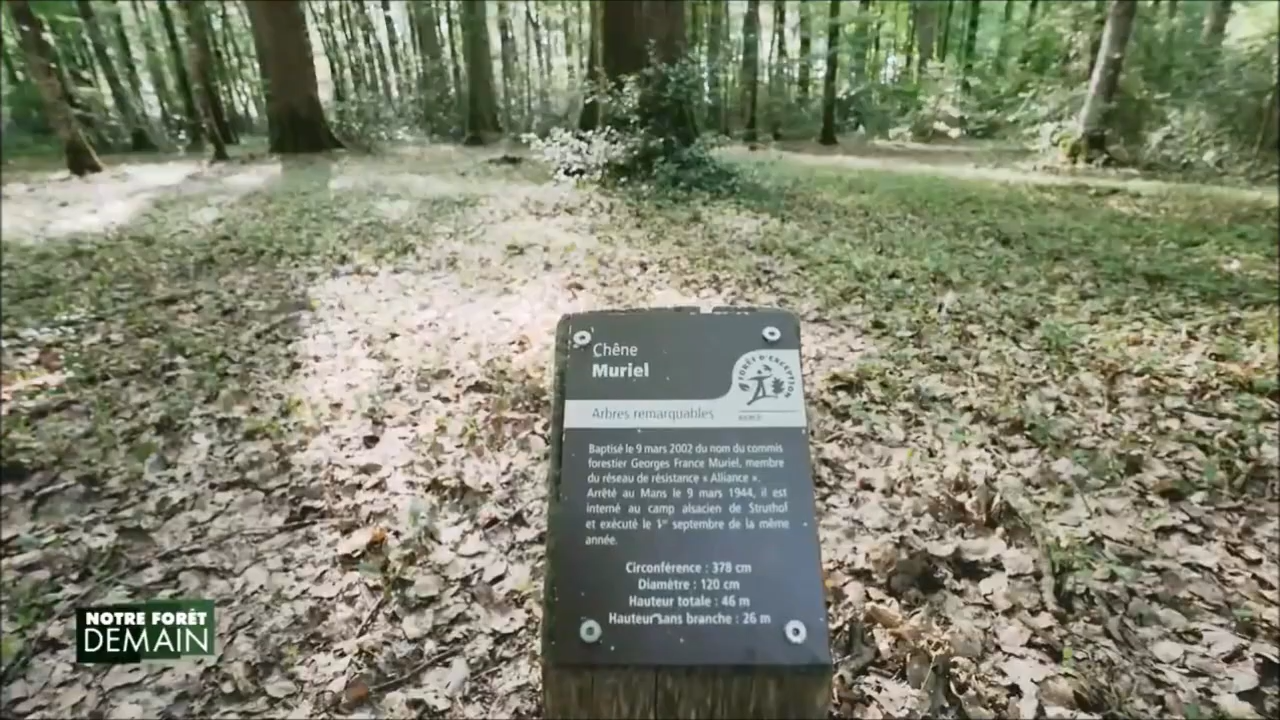 Chêne
Muriel
FORÊT D'EXCEPTION
Arbres remarquables
Baptisé le 9 mars 2002 du nom du commis
forestier Georges France Muriel, membre
du réseau de résistance « Alliance ».
Arrêté au Mans le 9 mars 1944, il est
interné au camp alsacien de Struthof
et exécuté le 1er septembre de la même
année.
Circonférence : 378 cm
Diamètre : 120 cm
Hauteur totale : 46 m
Hauteur sans branche : 26 m
NOTRE FORÊT
DEMAIN